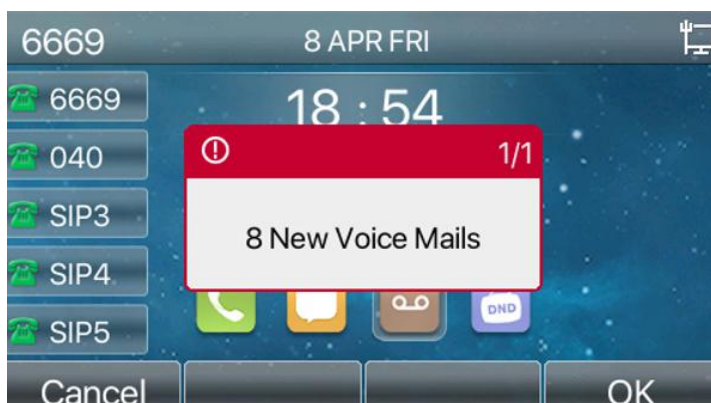 6669
8 APR FRI
6669
18 : 54
040
1/1
SIP3
8 New Voice Mails
SIP4
SIP5
DND
Cancel
OK